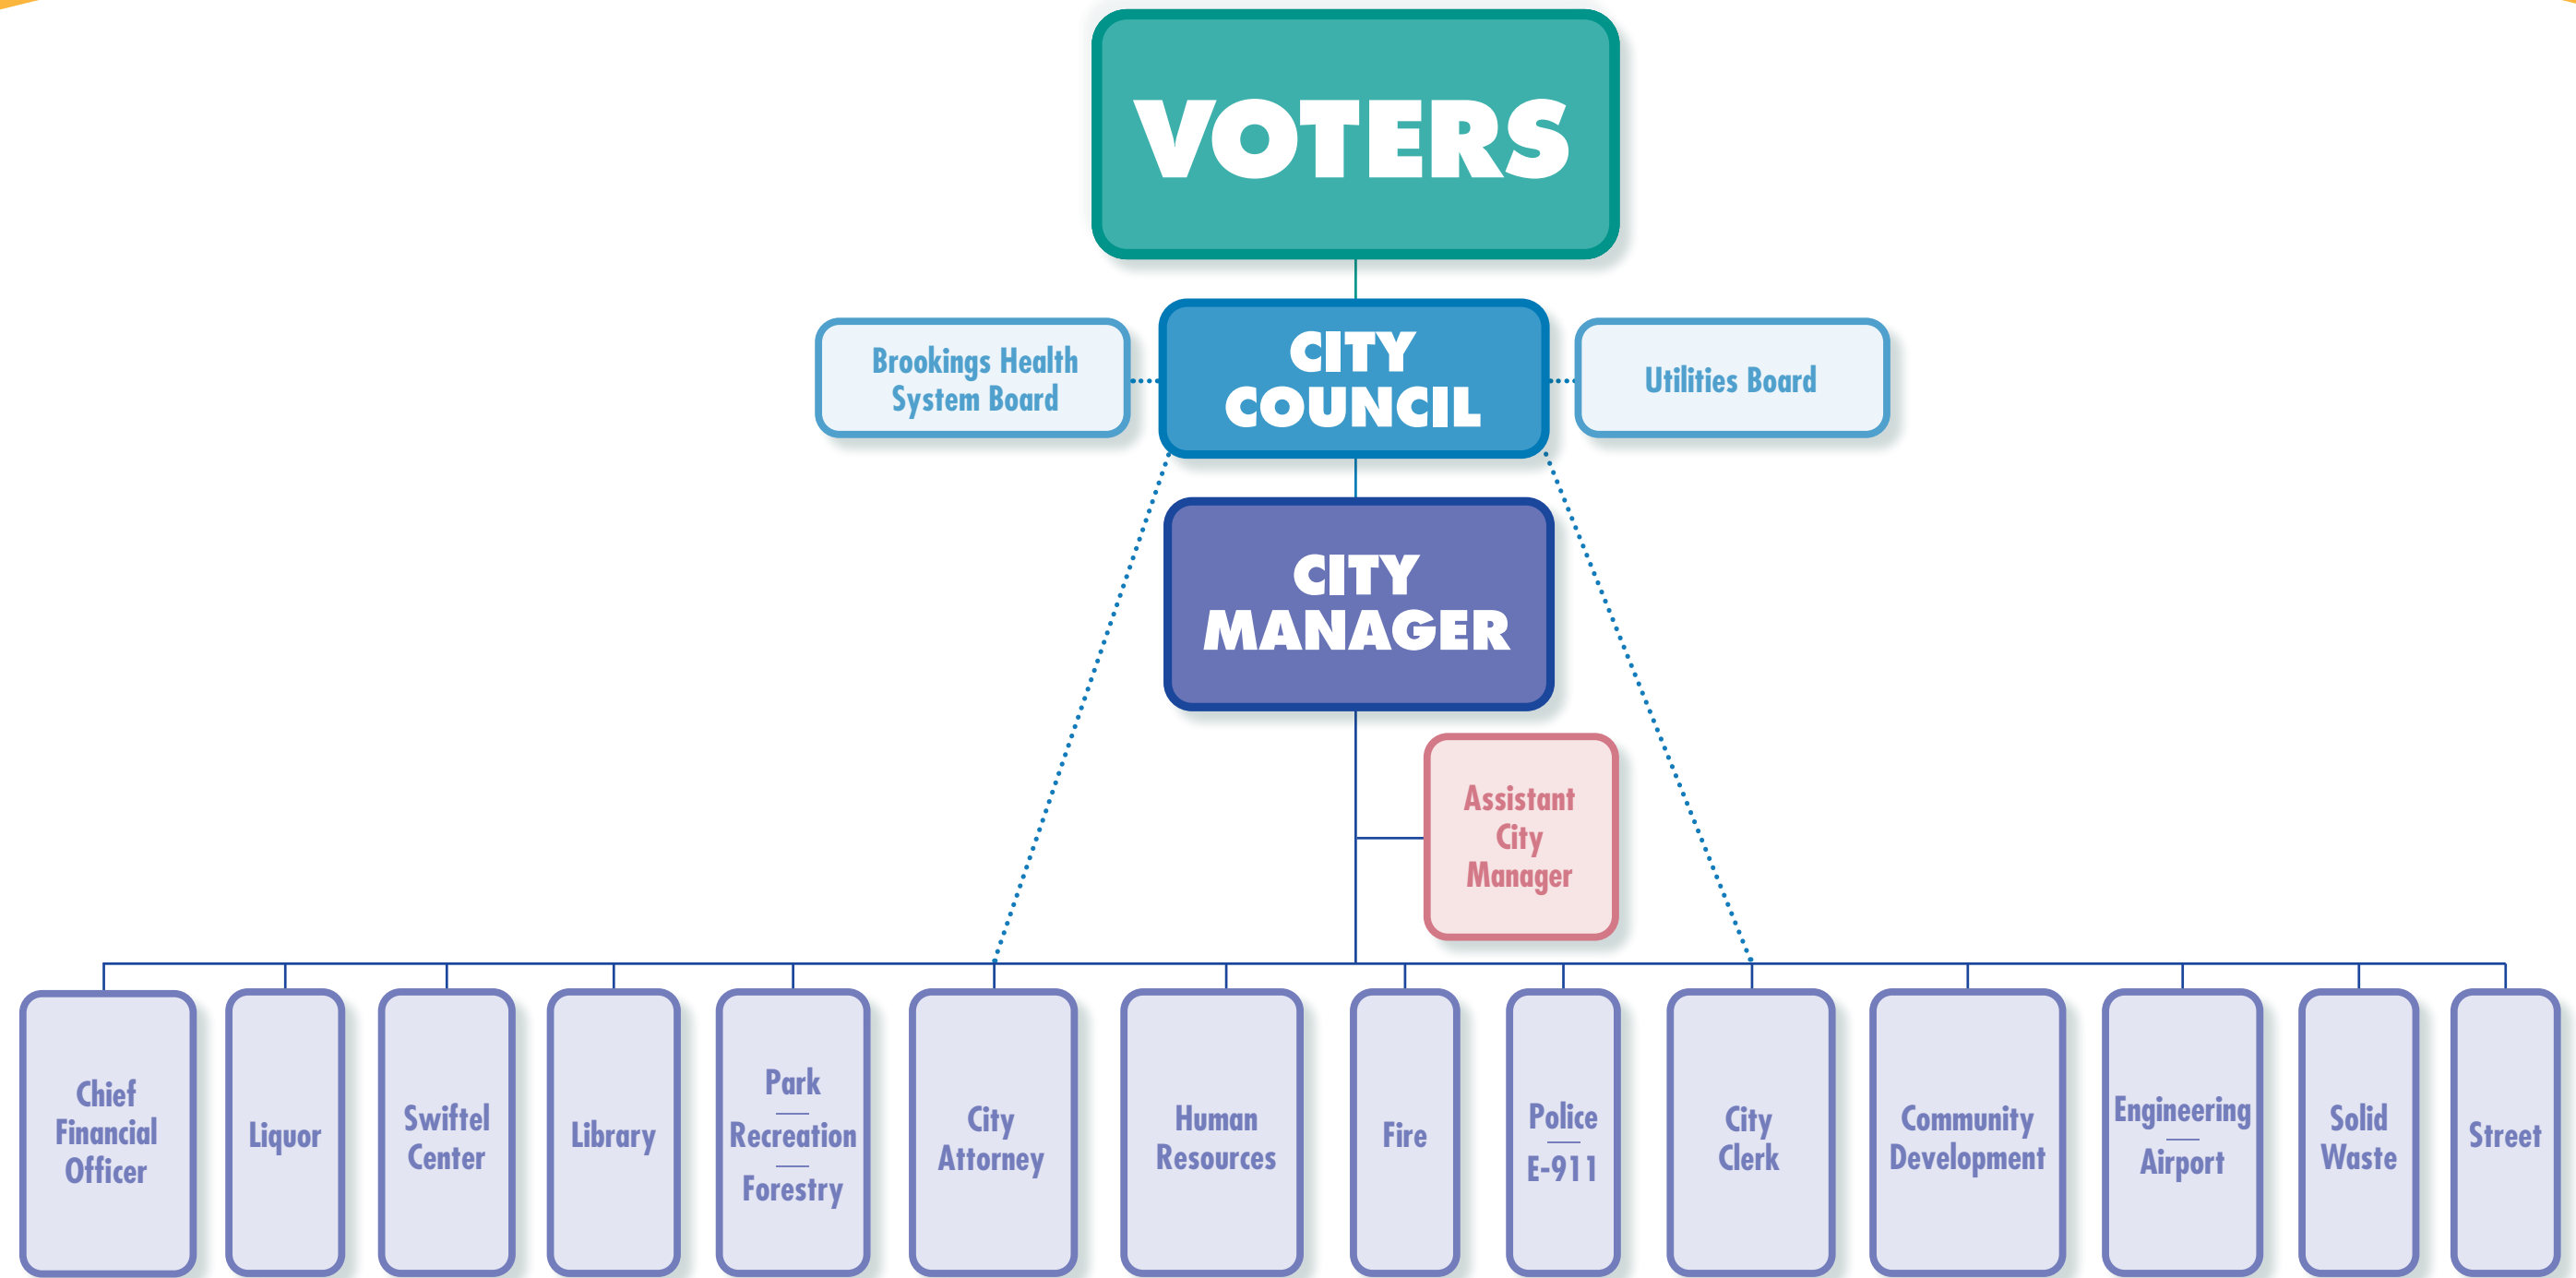 VOTERS
Brookings Health
System Board
CITY
COUNCIL
Utilities Board
CITY
MANAGER
Assistant
City
Manager
Chief
Financial
Officer
Liquor
Swiftel
Center
Library
Park
Recreation
Forestry
City
Attorney
Human
Resources
Fire
Police
E-911
City
Clerk
Community
Development
Engineering
Airport
Solid
Waste
Street